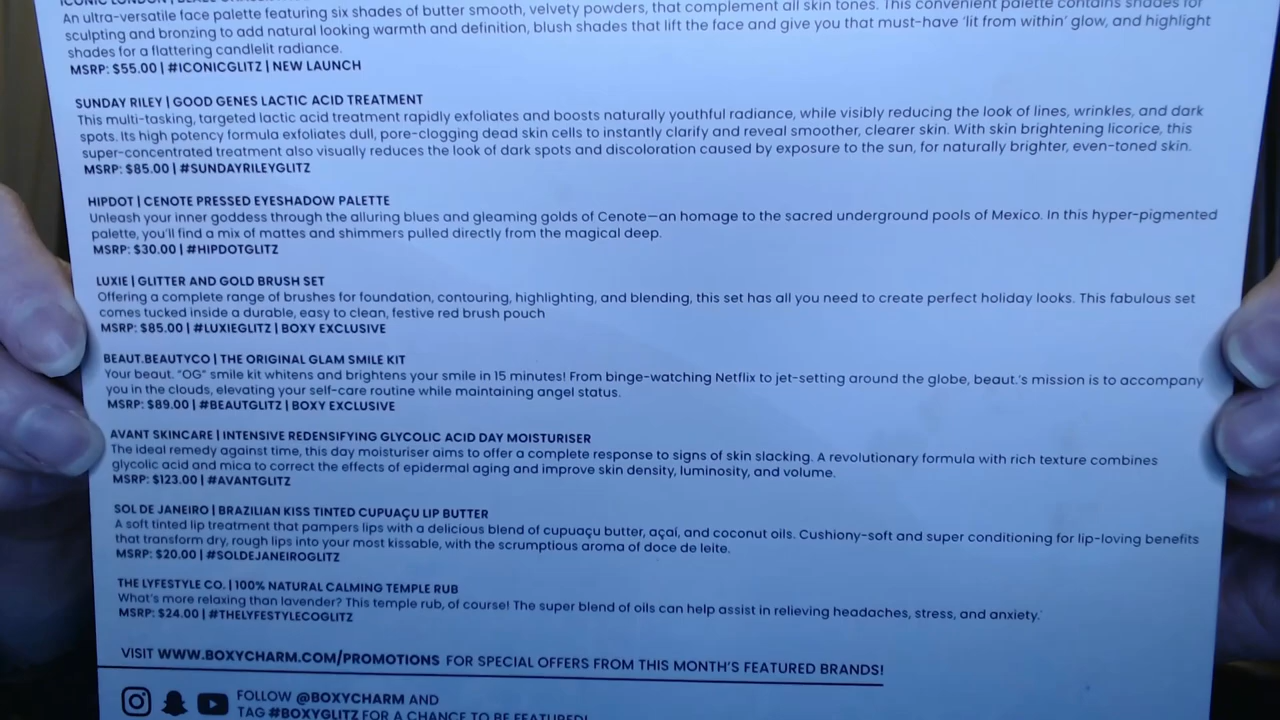 ICONIC LONDON |
An ultra-versatile face palette featuring six shades of butter smooth, velvety powders, that complement all skin tones. This convenient palette contains shades for
sculpting and bronzing to add natural looking warmth and definition, blush shades that lift the face and give you that must-have 'lit from within' glow, and highlight
shades for a flattering candlelit radiance.
MSRP: $55.00 | #ICONICGLITZ | NEW LAUNCH
SUNDAY RILEY | GOOD GENES LACTIC ACID TREATMENT
This multi-tasking, targeted lactic acid treatment rapidly exfoliates and boosts naturally youthful radiance, while visibly reducing the look of lines, wrinkles, and dark
spots. Its high potency formula exfoliates dull, pore-clogging dead skin cells to instantly clarify and reveal smoother, clearer skin. With skin brightening licorice, this
super-concentrated treatment also visually reduces the look of dark spots and discoloration caused by exposure to the sun, for naturally brighter, even-toned skin.
MSRP: $85.00 | #SUNDAYRILEYGLITZ
HIPDOT | CENOTE PRESSED EYESHADOW PALETTE
Unleash your inner goddess through the alluring blues and gleaming golds of Cenote—an homage to the sacred underground pools of Mexico. In this hyper-pigmented
palette, you'll find a mix of mattes and shimmers pulled directly from the magical deep.
MSRP: $30.00 | #HIPDOTGLITZ
LUXIE | GLITTER AND GOLD BRUSH SET
Offering a complete range of brushes for foundation, contouring, highlighting, and blending, this set has all you need to create perfect holiday looks. This fabulous set
comes tucked inside a durable, easy to clean, festive red brush pouch
MSRP: $85.00 | #LUXIEGLITZ | BOXY EXCLUSIVE
BEAUT.BEAUTYCO | THE ORIGINAL GLAM SMILE KIT
Your beaut. "OG" smile kit whitens and brightens your smile in 15 minutes! From binge-watching Netflix to jet-setting around the globe, beaut.'s mission is to accompany
you in the clouds, elevating your self-care routine while maintaining angel status.
MSRP: $89.00 | #BEAUTGLITZ | BOXY EXCLUSIVE
AVANT SKINCARE | INTENSIVE REDENSIFYING GLYCOLIC ACID DAY MOISTURISER
The ideal remedy against time, this day moisturiser aims to offer a complete response to signs of skin slacking. A revolutionary formula with rich texture combines
glycolic acid and mica to correct the effects of epidermal aging and improve skin density, luminosity, and volume.
MSRP: $123.00 | #AVANTGLITZ
SOL DE JANEIRO | BRAZILIAN KISS TINTED CUPUAÇU LIP BUTTER
A soft tinted lip treatment that pampers lips with a delicious blend of cupuaçu butter, açaí, and coconut oils. Cushiony-soft and super conditioning for lip-loving benefits
that transform dry, rough lips into your most kissable, with the scrumptious aroma of doce de leite.
MSRP: $20.00 | #SOLDEJANEIROGLITZ
THE LYFESTYLE CO. | 100% NATURAL CALMING TEMPLE RUB
What's more relaxing than lavender? This temple rub, of course! The super blend of oils can help assist in relieving headaches, stress, and anxiety.
MSRP: $24.00 | #THELYFESTYLECOGLITZ
VISIT WWW.BOXYCHARM.COM/PROMOTIONS FOR SPECIAL OFFERS FROM THIS MONTH'S FEATURED BRANDS!
FOLLOW @BOXYCHARM AND
TAG #BOXYGLITZ FOR A CHANCE TO BE FEATURED!